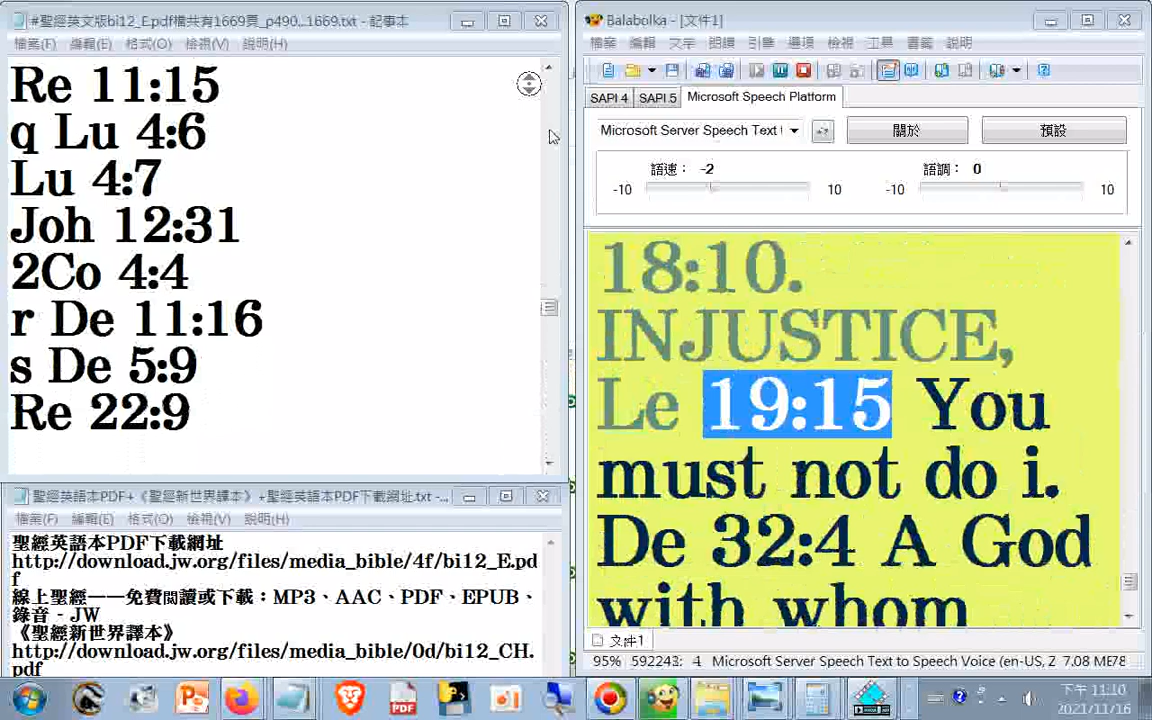 #聖經英文版bi12_E.pdf檔共有1669頁_p490...1669.txt - 記事本
檔案(F) 編輯(E) 格式(O) 檢視(V) 說明(H)
Re 11:15
q Lu 4:6
Lu 4:7
Joh 12:31
2Co 4:4
r De 11:16
s De 5:9
Re 22:9
聖經英語本PDF+《聖經新世界譯本》+聖經英語本PDF下載網址.txt - ...
檔案(F) 編輯(E) 格式(O) 檢視(V) 說明(H)
聖經英語本PDF下載網址
http://download.jw.org/files/media_bible/4f/bi12_E.pd
f
線上聖經——免費閱讀或下載：MP3、AAC、PDF、EPUB、
錄音 - JW
《聖經新世界譯本》
http://download.jw.org/files/media_bible/0d/bi12_CH.
pdf
Balabolka - [文件1]
檔案 編輯 文字 朗讀 引擎 選項 檢視 工具 書籤 說明
SAPI 4 SAPI 5 Microsoft Speech Platform
Microsoft Server Speech Text 關於 預設
語速： -2 語調： 0
-10 10 -10 10
18:10.
INJUSTICE,
Le 19:15 You
must not do i.
De 32:4 A God
with whom
文件1
95% 592243: 4 Microsoft Server Speech Text to Speech Voice (en-US, Z 7.08 ME78
PDF
下午 11:10
2021/11/16